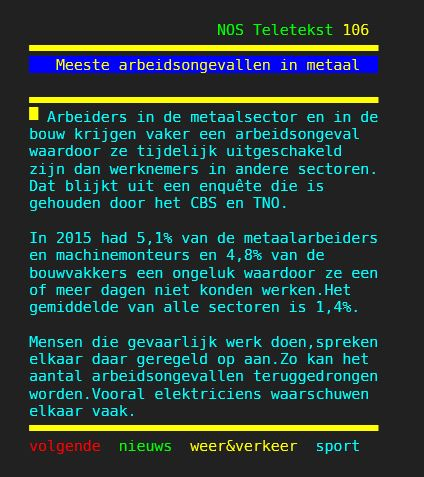 NOS Teletekst 106
Meeste arbeidsongevallen in metaal
Arbeiders in de metaalsector en in de
bouw krijgen vaker een arbeidsongeval
waardoor ze tijdelijk uitgeschakeld
zijn dan werknemers in andere sectoren.
Dat blijkt uit een enquête die is
gehouden door het CBS en TNO.
In 2015 had 5,1% van de metaalarbeiders
en machinemonteurs en 4,8% van de
bouwvakkers een ongeluk waardoor ze een
of meer dagen niet konden werken.Het
gemiddelde van alle sectoren is 1,4%.
Mensen die gevaarlijk werk doen,spreken
elkaar daar geregeld op aan.Zo kan het
aantal arbeidsongevallen teruggedrongen
worden.Vooral elektriciens waarschuwen
elkaar vaak.
volgende nieuws weer&verkeer sport